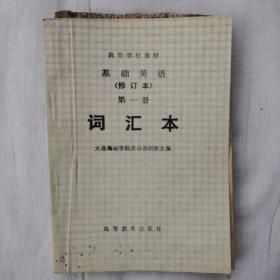 高等学校教材
基础英语
(修订本)
第一册
词汇本
大连海运学院英语教研室主编
高等教育出版社